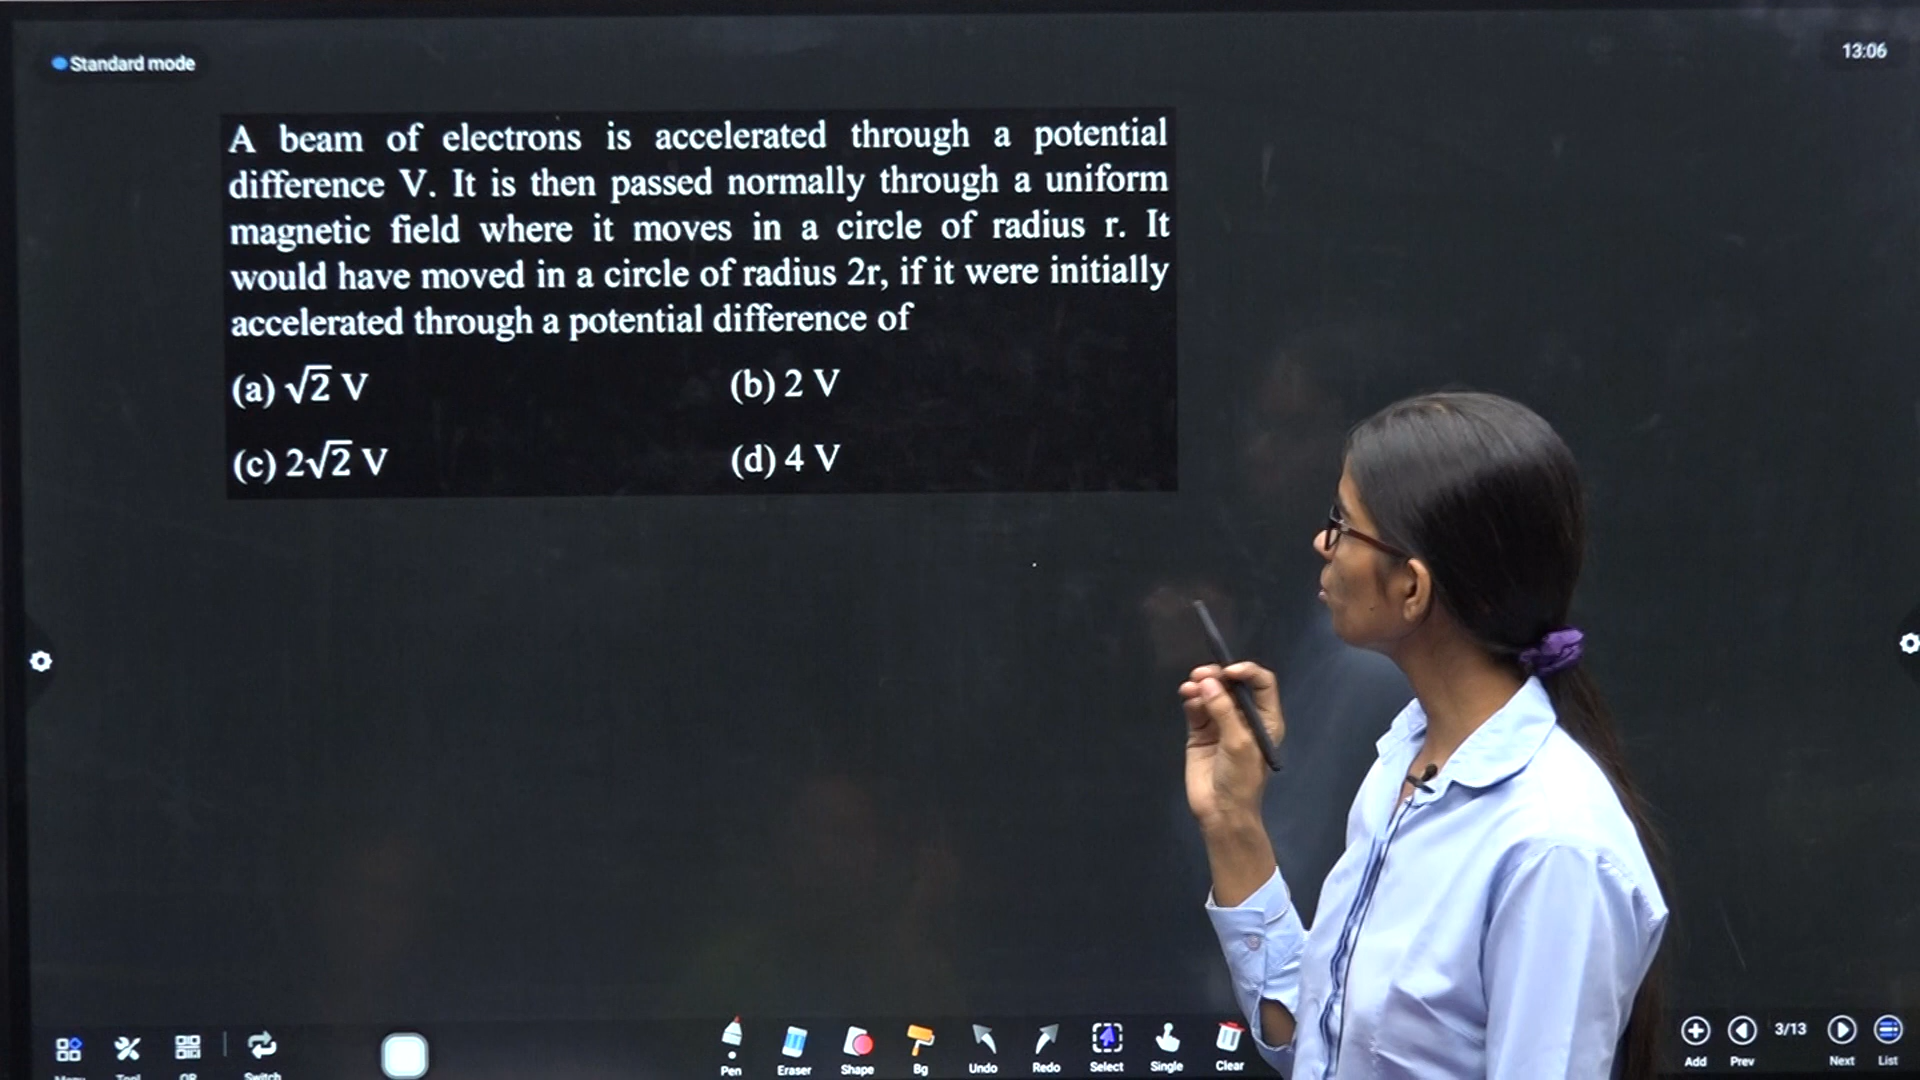 Standard mode
13:06
A beam of electrons is accelerated through a potential
difference V. It is then passed normally through a uniform
magnetic field where it moves in a circle of radius r. It
would have moved in a circle of radius 2r, if it were initially
accelerated through a potential difference of
(a) √2 V (b) 2 V
(c) 2√2 V (d) 4 V
3/13
Switch Pen Eraser Shape Bg Undo Redo Select Single Clear Add Prev Next List